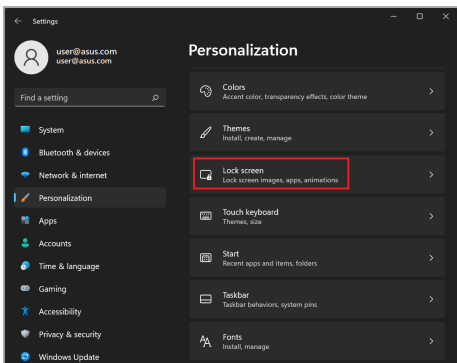 Settings
user@asus.com
user@asus.com
Find a setting
System
Bluetooth & devices
Network & internet
Personalization
Apps
Accounts
Time & language
Gaming
Accessibility
Privacy & security
Windows Update
Personalization
Colors
Accent color, transparency effects, color theme
Themes
Install, create, manage
Lock screen
Lock screen images, apps, animations
Touch keyboard
Themes, size
Start
Recent apps and items, folders
Taskbar
Taskbar behaviors, system pins
Fonts
Install, manage